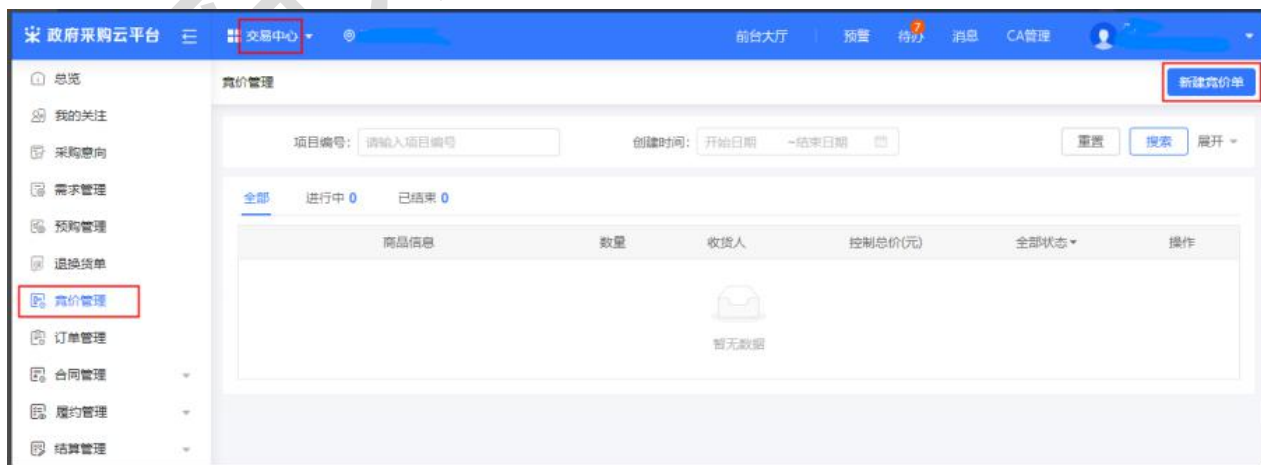 政府采购云平台
交易中心
前台大厅 预警 待办 7 消息 CA管理
总览
我的关注
采购意向
需求管理
预购管理
退换货单
竞价管理
订单管理
合同管理
履约管理
结算管理
竞价管理
新建竞价单
项目编号: 请输入项目编号 创建时间: 开始日期 ~结束日期 重置 搜索 展开
全部 进行中 0 已结束 0
商品信息 数量 收货人 控制总价(元) 全部状态 操作
暂无数据